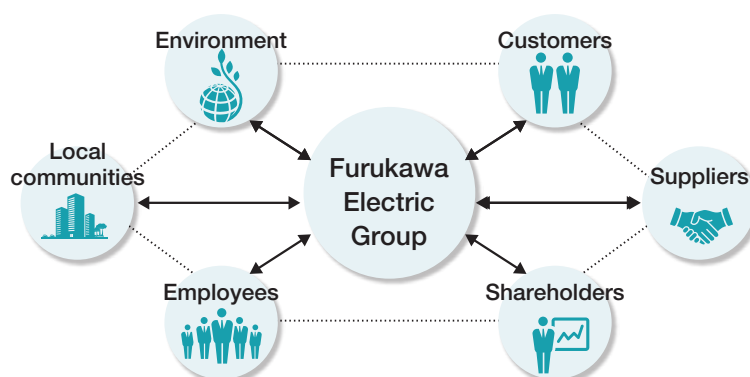 Environment
Customers
Local
communities
Furukawa
Electric
Group
Suppliers
Employees
Shareholders